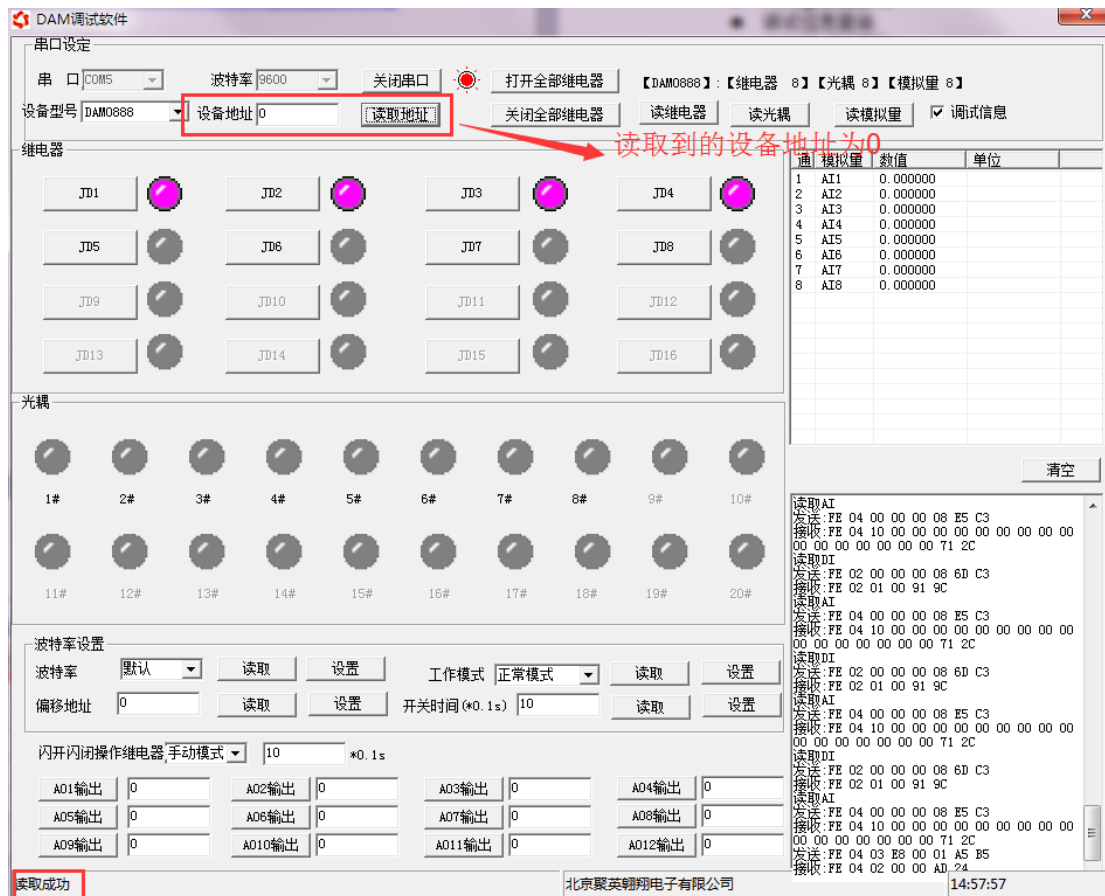 DAM调试软件
串口设定
串 口 COM5 波特率 9600 关闭串口 打开全部继电器 【DAM0888】:【继电器 8】【光耦 8】【模拟量 8】
设备型号 DAM0888 设备地址 0 读取地址 关闭全部继电器 读继电器 读光耦 读模拟量 调试信息
读取到的设备地址为0
继电器
JD1 JD2 JD3 JD4
JD5 JD6 JD7 JD8
JD9 JD10 JD11 JD12
JD13 JD14 JD15 JD16
通 模拟量 数值 单位
1 AI1 0.000000
2 AI2 0.000000
3 AI3 0.000000
4 AI4 0.000000
5 AI5 0.000000
6 AI6 0.000000
7 AI7 0.000000
8 AI8 0.000000
光耦
1# 2# 3# 4# 5# 6# 7# 8# 9# 10#
11# 12# 13# 14# 15# 16# 17# 18# 19# 20#
清空
读取AI
发送:FE 04 00 00 00 08 E5 C3
接收:FE 04 10 00 00 00 00 00 00 00 00 00
00 00 00 00 00 00 00 71 2C
读取DI
发送:FE 02 00 00 00 08 6D C3
接收:FE 02 01 00 91 9C
读取AI
发送:FE 04 00 00 00 08 E5 C3
接收:FE 04 10 00 00 00 00 00 00 00 00 00
00 00 00 00 00 00 00 71 2C
读取DI
发送:FE 02 00 00 00 08 6D C3
接收:FE 02 01 00 91 9C
读取AI
发送:FE 04 00 00 00 08 E5 C3
接收:FE 04 10 00 00 00 00 00 00 00 00 00
00 00 00 00 00 00 00 71 2C
读取DI
发送:FE 02 00 00 00 08 6D C3
接收:FE 02 01 00 91 9C
读取AI
发送:FE 04 00 00 00 08 E5 C3
接收:FE 04 10 00 00 00 00 00 00 00 00 00
00 00 00 00 00 00 00 71 2C
发送:FE 04 03 E8 00 01 A5 B5
接收:FE 04 02 00 00 AD 24
波特率设置
波特率 默认 读取 设置 工作模式 正常模式 读取 设置
偏移地址 0 读取 设置 开关时间(*0.1s) 10 读取 设置
闪开闪闭操作继电器 手动模式 10 *0.1s
AO1输出 0 AO2输出 0 AO3输出 0 AO4输出 0
AO5输出 0 AO6输出 0 AO7输出 0 AO8输出 0
AO9输出 0 AO10输出 0 AO11输出 0 AO12输出 0
读取成功 北京聚英翱翔电子有限公司 14:57:57